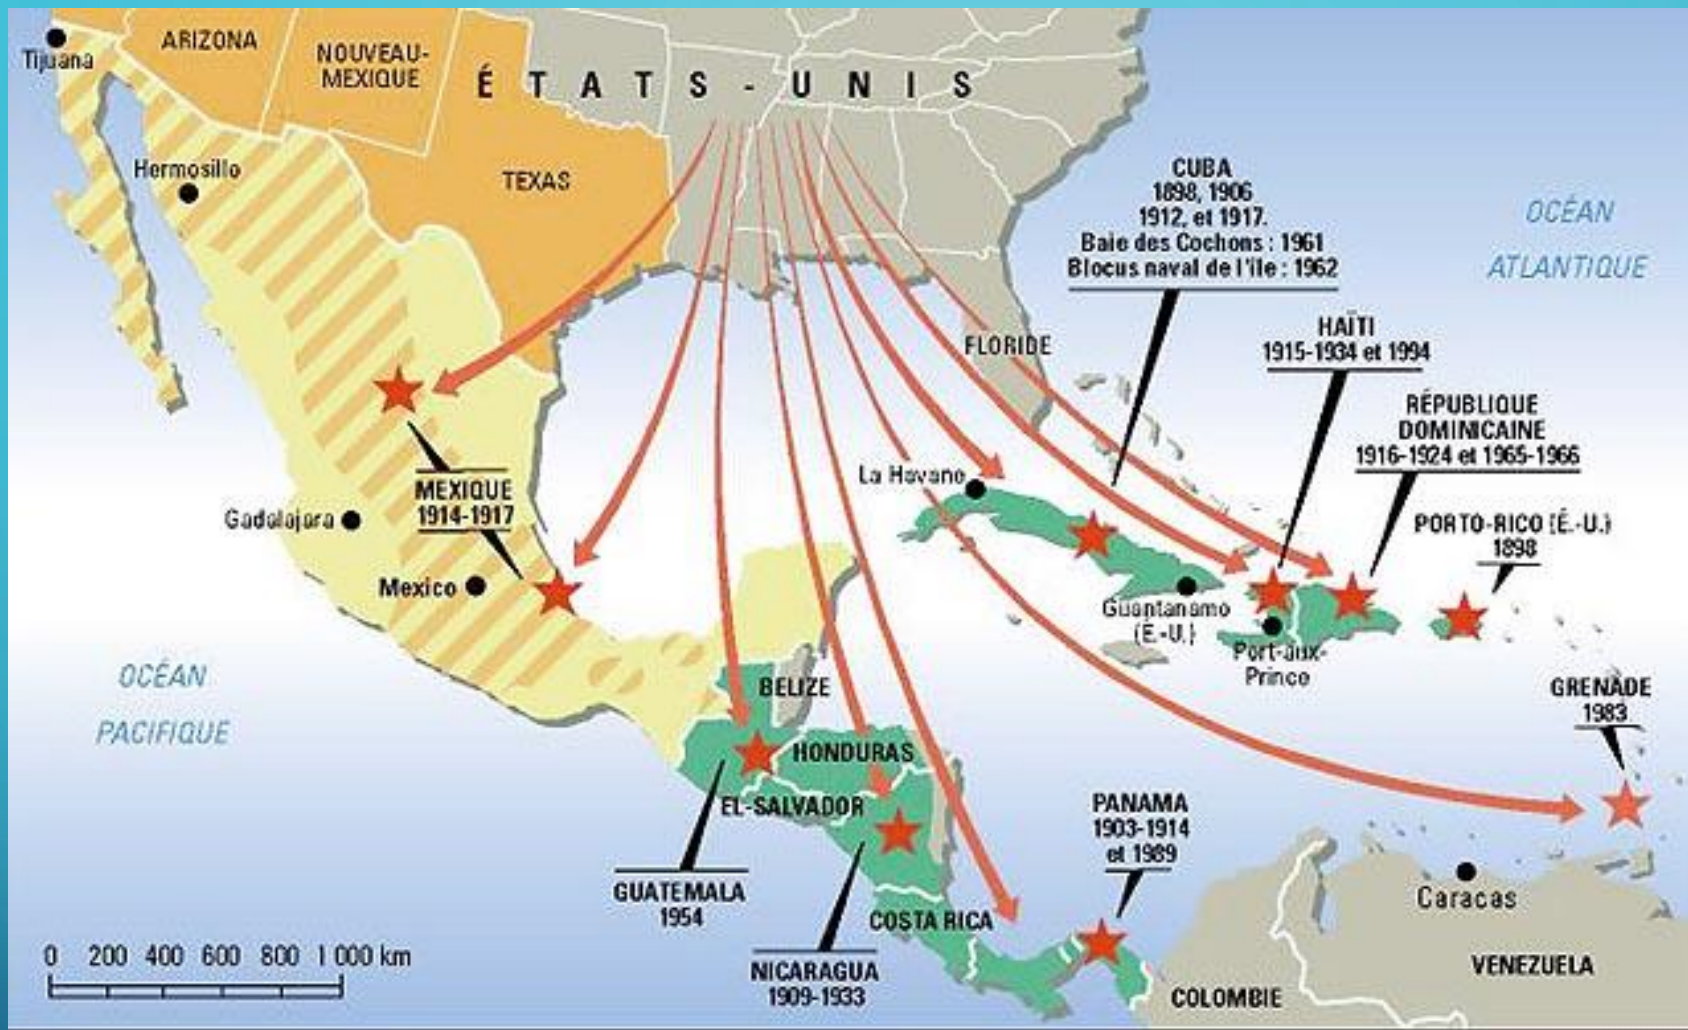 Tijuana
ARIZONA
NOUVEAU-
MEXIQUE
ÉTATS-UNIS
Hermosillo
TEXAS
CUBA
1898, 1906
1912, et 1917.
Baie des Cochons : 1961
Blocus naval de l'île : 1962
OCÉAN
ATLANTIQUE
FLORIDE
HAÏTI
1915-1934 et 1994
RÉPUBLIQUE
DOMINICAINE
1916-1924 et 1965-1966
La Havane
MEXIQUE
1914-1917
Gadalajara
PORTO-RICO (É.-U.)
1898
Mexico
Guantanamo
(É.-U.)
Port-aux-
Prince
OCÉAN
PACIFIQUE
BELIZE
GRENADE
1983
HONDURAS
EL-SALVADOR
PANAMA
1903-1914
et 1989
GUATEMALA
1954
Caracas
COSTA RICA
0 200 400 600 800 1 000 km
NICARAGUA
1909-1933
VENEZUELA
COLOMBIE